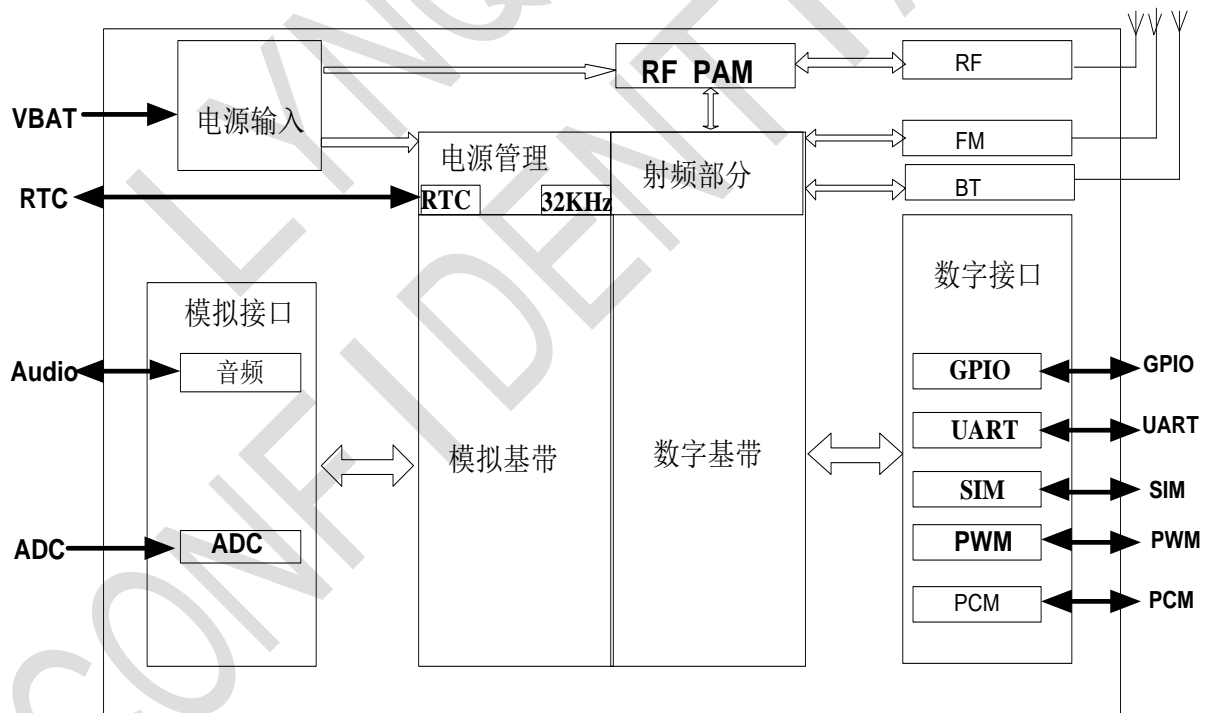 RF PAM
RF
VBAT
电源输入
FM
电源管理
射频部分
BT
RTC
RTC
32KHz
数字接口
模拟接口
Audio
音频
GPIO
GPIO
UART
UART
模拟基带
数字基带
SIM
SIM
ADC
ADC
PWM
PWM
PCM
PCM
CONFIDENTIA